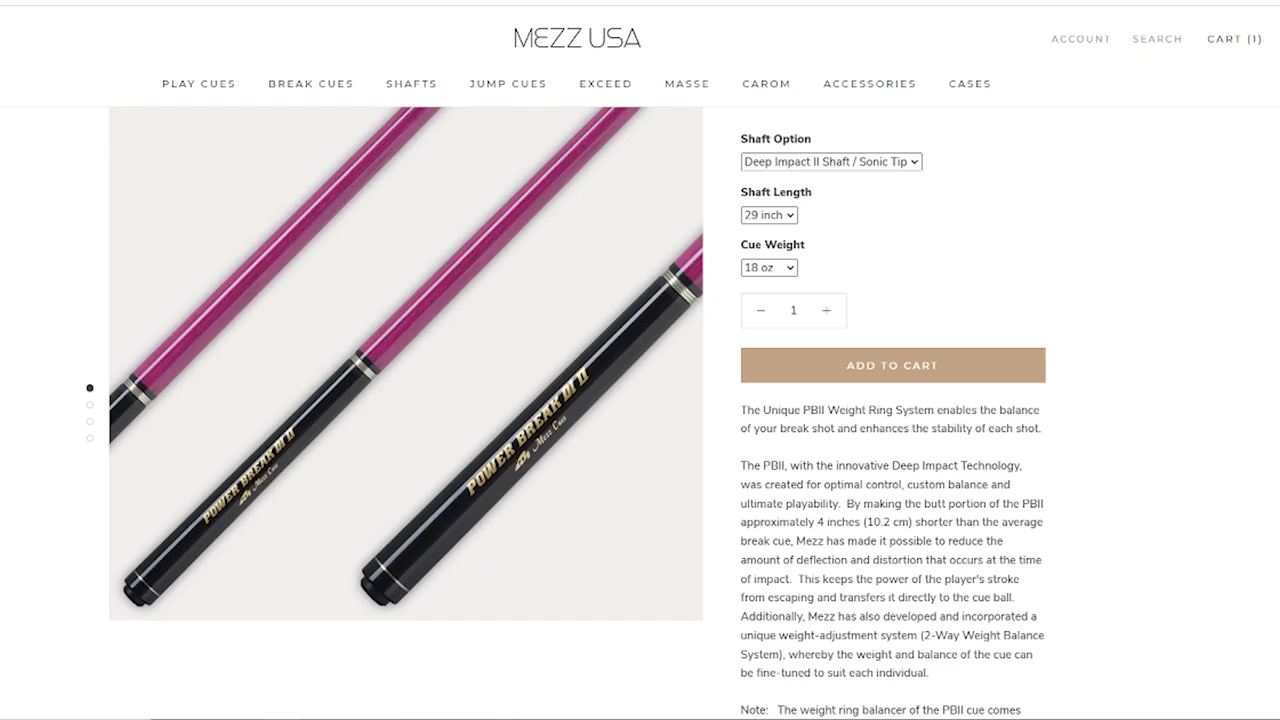 MEZZ USA
ACCOUNT SEARCH CART (1)
PLAY CUES BREAK CUES SHAFTS JUMP CUES EXCEED MASSE CAROM ACCESSORIES CASES
POWER BREAK
Mezz Cues
POWER BREAK
Mezz Cues
Shaft Option
Deep Impact II Shaft / Sonic Tip
Shaft Length
29 inch
Cue Weight
18 oz
− 1 +
ADD TO CART
The Unique PBII Weight Ring System enables the balance
of your break shot and enhances the stability of each shot.
The PBII, with the innovative Deep Impact Technology,
was created for optimal control, custom balance and
ultimate playability. By making the butt portion of the PBII
approximately 4 inches (10.2 cm) shorter than the average
break cue, Mezz has made it possible to reduce the
amount of deflection and distortion that occurs at the time
of impact. This keeps the power of the player's stroke
from escaping and transfers it directly to the cue ball.
Additionally, Mezz has also developed and incorporated a
unique weight-adjustment system (2-Way Weight Balance
System), whereby the weight and balance of the cue can
be fine-tuned to suit each individual.
Note: The weight ring balancer of the PBII cue comes